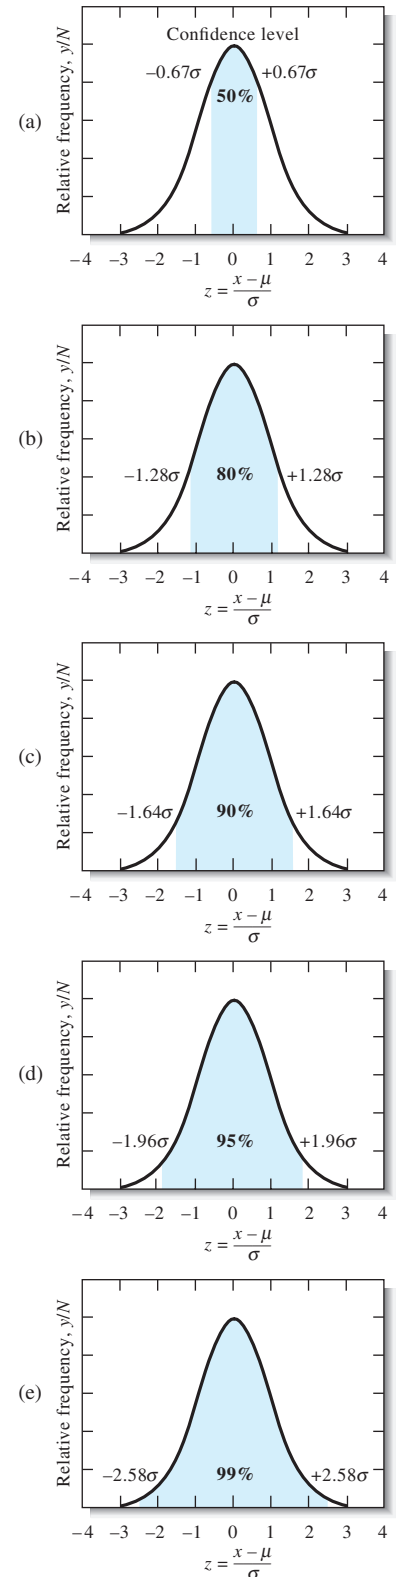 Confidence level
−0.67σ +0.67σ
50%
(a)
Relative frequency, y/N
−4 −3 −2 −1 0 1 2 3 4
z = (x − μ)/σ
(b)
Relative frequency, y/N
−1.28σ 80% +1.28σ
−4 −3 −2 −1 0 1 2 3 4
z = (x − μ)/σ
(c)
Relative frequency, y/N
−1.64σ 90% +1.64σ
−4 −3 −2 −1 0 1 2 3 4
z = (x − μ)/σ
(d)
Relative frequency, y/N
−1.96σ 95% +1.96σ
−4 −3 −2 −1 0 1 2 3 4
z = (x − μ)/σ
(e)
Relative frequency, y/N
−2.58σ 99% +2.58σ
−4 −3 −2 −1 0 1 2 3 4
z = (x − μ)/σ